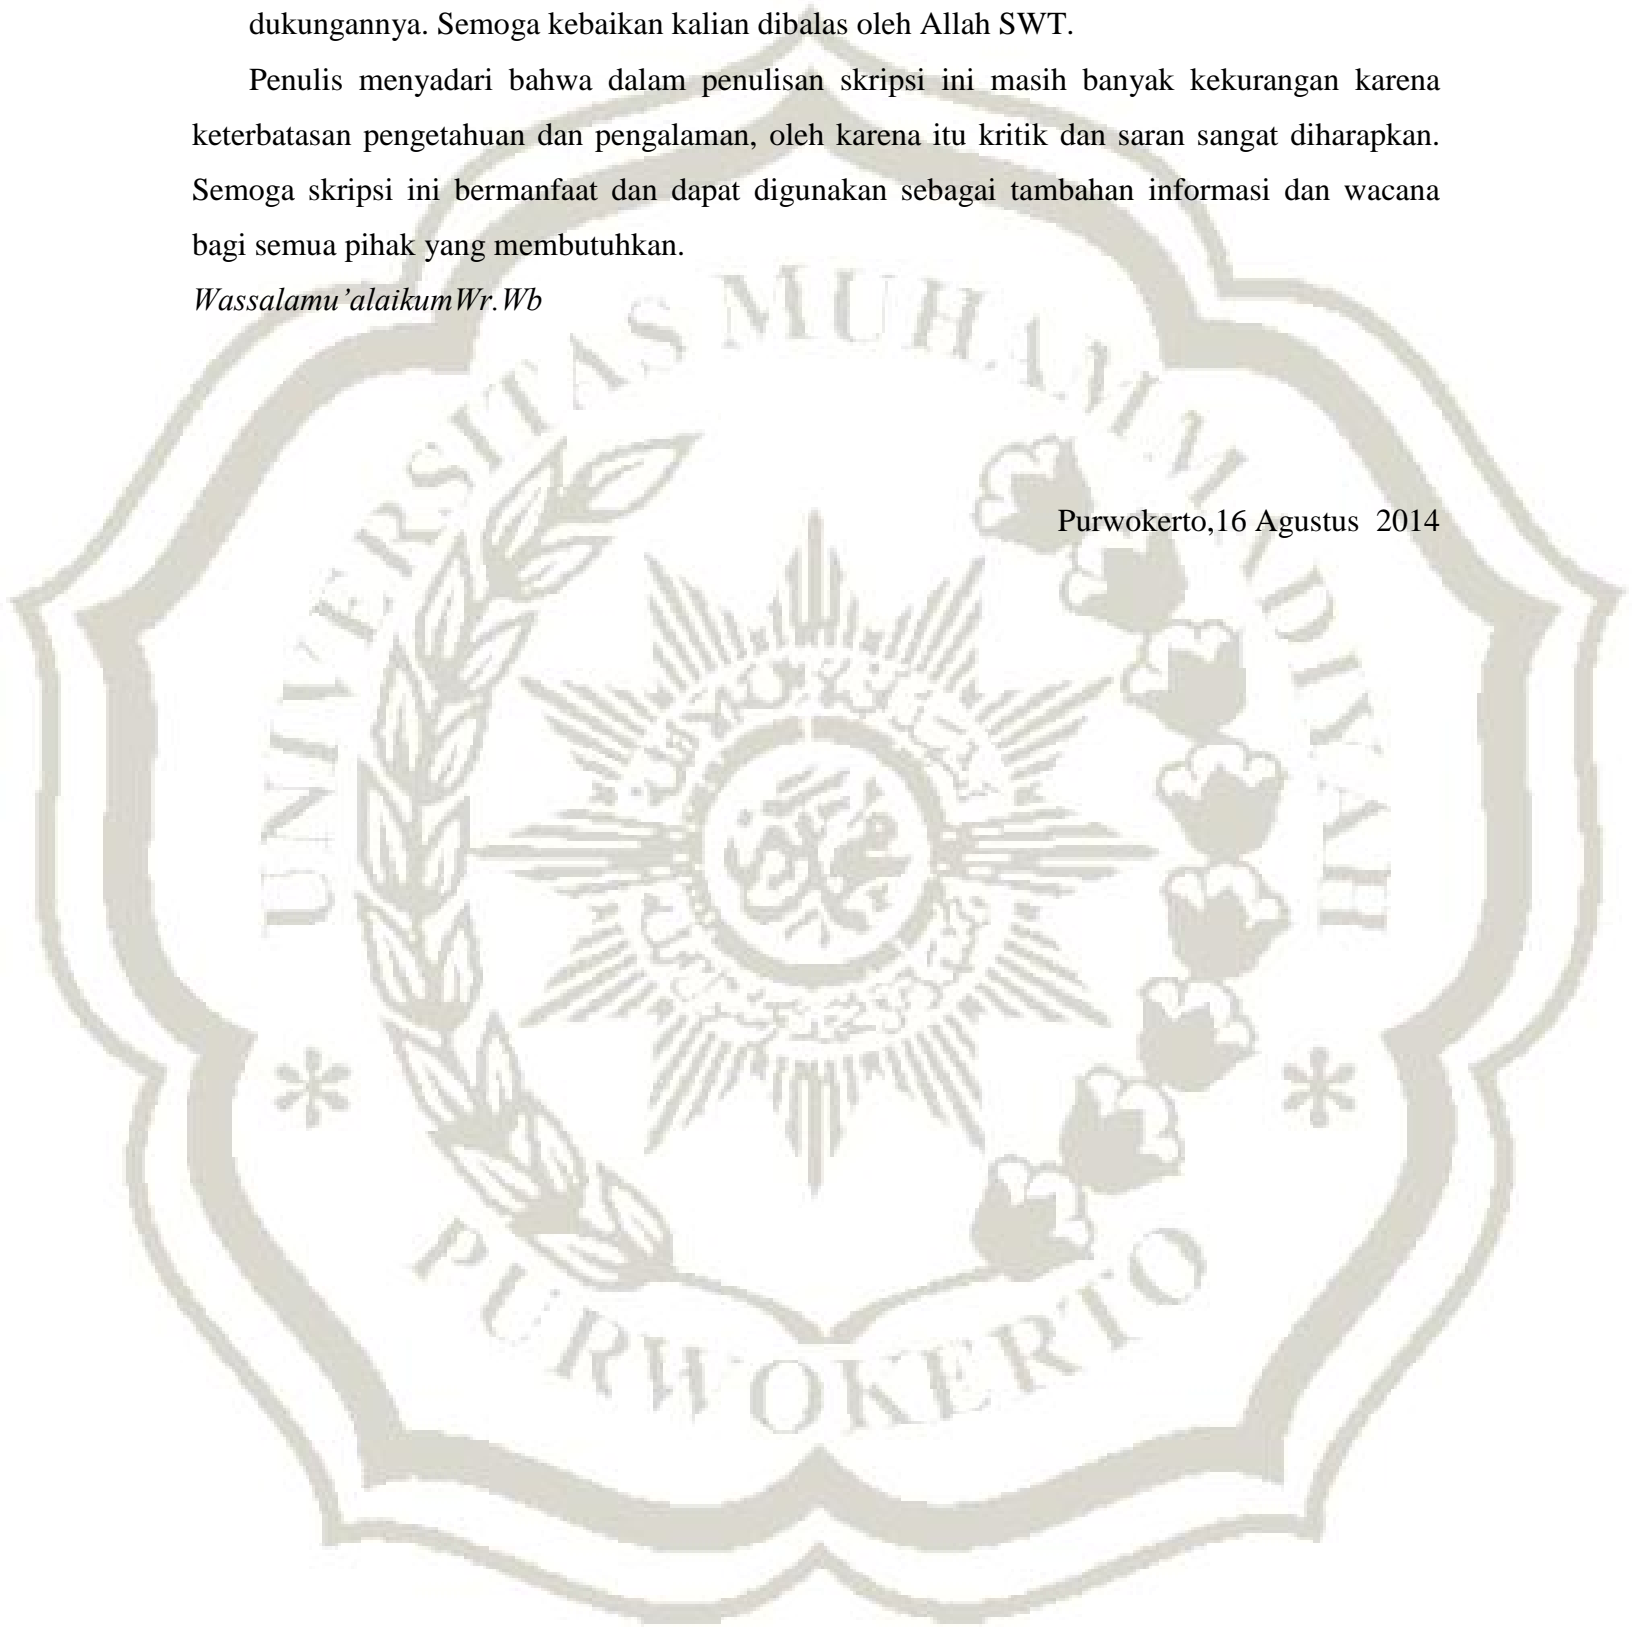 dukungannya. Semoga kebaikan kalian dibalas oleh Allah SWT.
Penulis menyadari bahwa dalam penulisan skripsi ini masih banyak kekurangan karena
keterbatasan pengetahuan dan pengalaman, oleh karena itu kritik dan saran sangat diharapkan.
Semoga skripsi ini bermanfaat dan dapat digunakan sebagai tambahan informasi dan wacana
bagi semua pihak yang membutuhkan.
Wassalamu’alaikumWr.Wb
Purwokerto,16 Agustus  2014
UNIVERSITAS MUHAMMADIYAH
PURWOKERTO